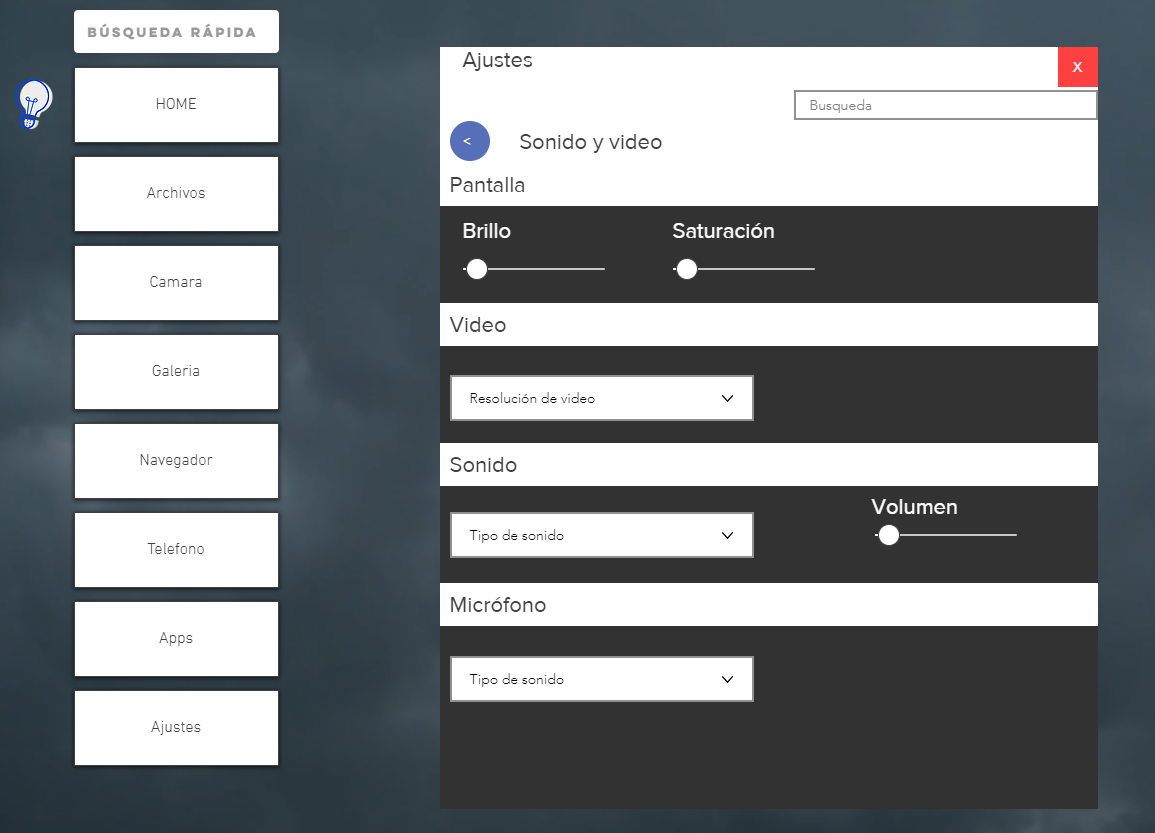 BÚSQUEDA RÁPIDA
HOME
Archivos
Camara
Galeria
Navegador
Telefono
Apps
Ajustes
Ajustes
X
Busqueda
<
Sonido y video
Pantalla
Brillo
Saturación
Video
Resolución de video
Sonido
Tipo de sonido
Volumen
Micrófono
Tipo de sonido